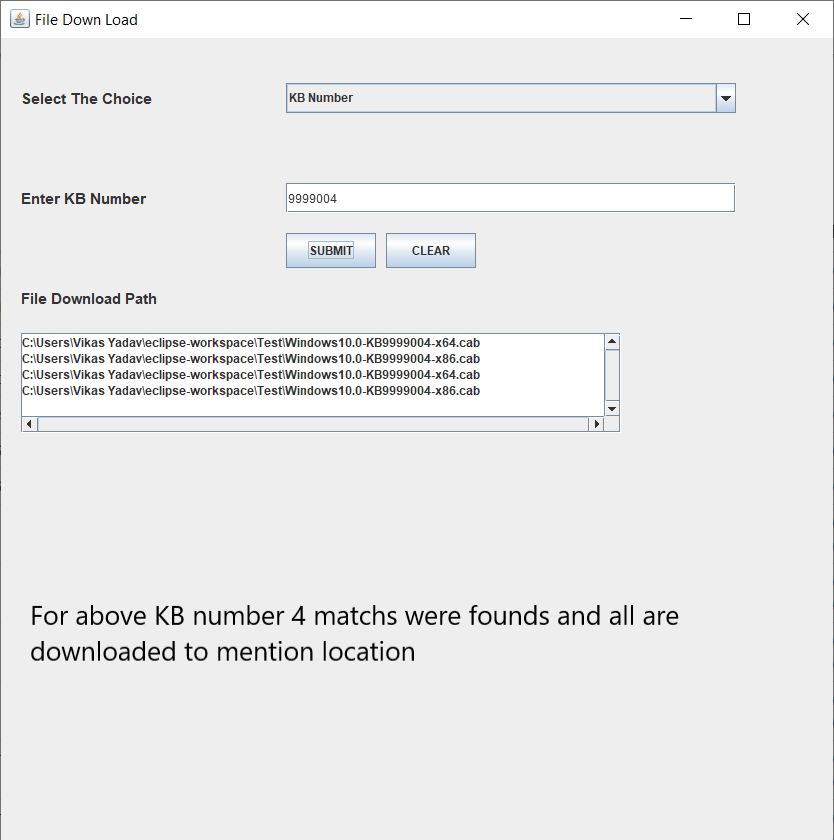 File Down Load
Select The Choice
KB Number
Enter KB Number
9999004
SUBMIT
CLEAR
File Download Path
C:\Users\Vikas Yadav\eclipse-workspace\Test\Windows10.0-KB9999004-x64.cab
C:\Users\Vikas Yadav\eclipse-workspace\Test\Windows10.0-KB9999004-x86.cab
C:\Users\Vikas Yadav\eclipse-workspace\Test\Windows10.0-KB9999004-x64.cab
C:\Users\Vikas Yadav\eclipse-workspace\Test\Windows10.0-KB9999004-x86.cab
For above KB number 4 matchs were founds and all are
downloaded to mention location